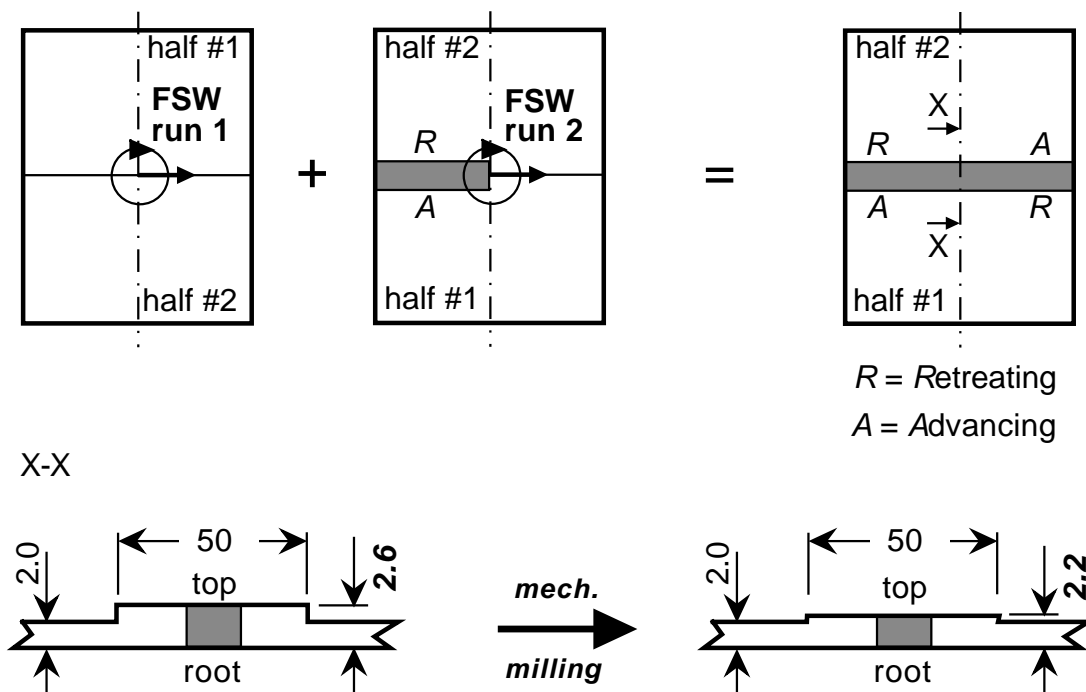 half #1
FSW
run 1
half #2
+
half #2
FSW
run 2
R
A
half #1
=
half #2
X
R
A
A
R
X
half #1
R = Retreating
A = Advancing
X-X
2.0
50
2.6
top
root
mech.
milling
2.0
50
2.2
top
root